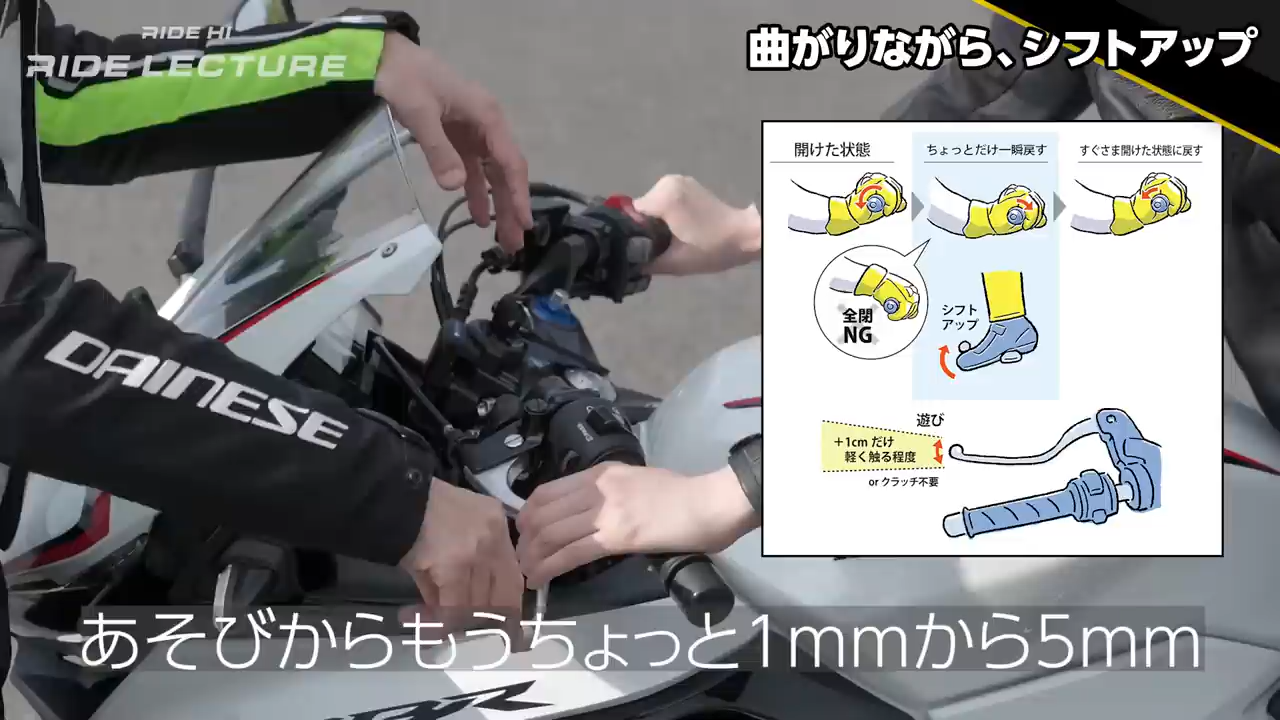 RIDE HI
RIDE LECTURE
曲がりながら、シフトアップ
開けた状態
ちょっとだけ一瞬戻す
すぐさま開けた状態に戻す
全閉
NG
シフト
アップ
遊び
+1cm だけ
軽く触る程度
or クラッチ不要
DAINESE
あそびからもうちょっと1mmから5mm